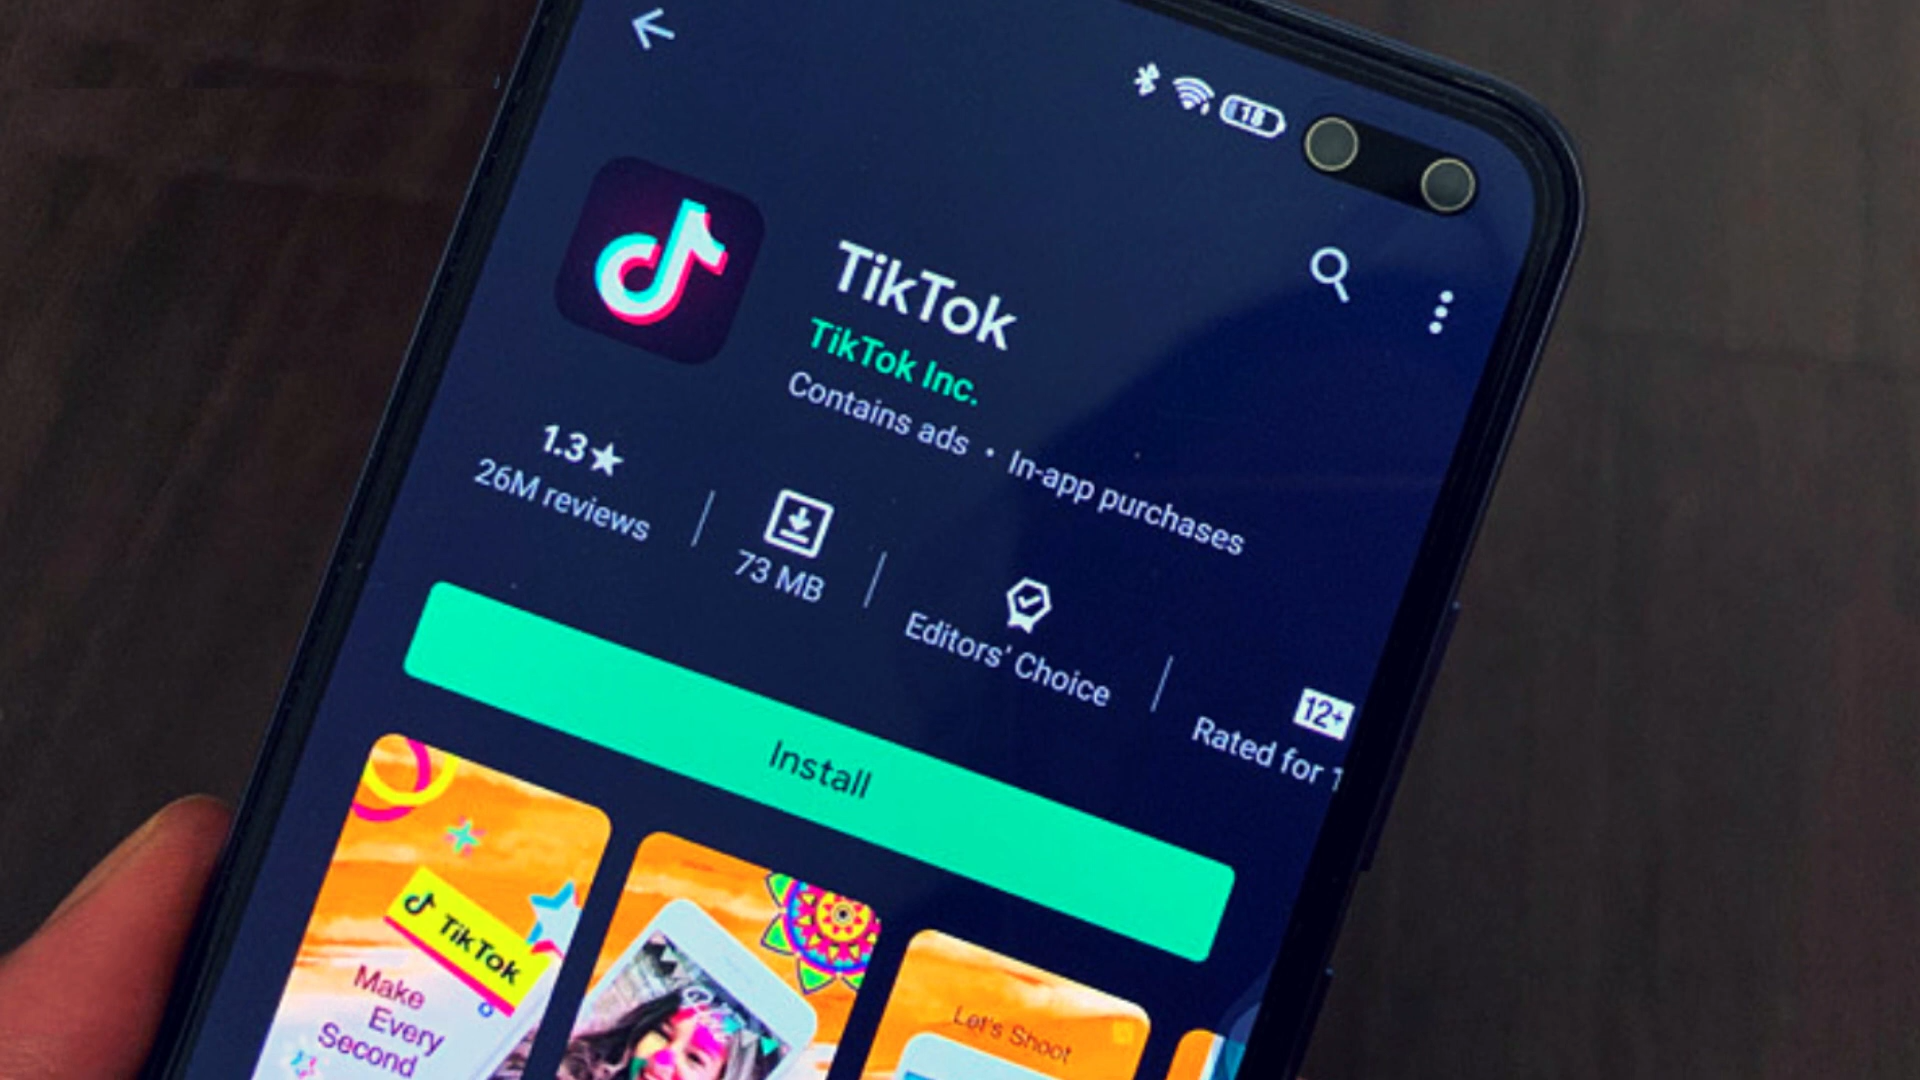 18
TikTok
TikTok Inc.
Contains ads • In-app purchases
1.3★
26M reviews
73 MB
Editors' Choice
12+
Rated for
Install
TikTok
Make
Every
Second
Let's Shoot